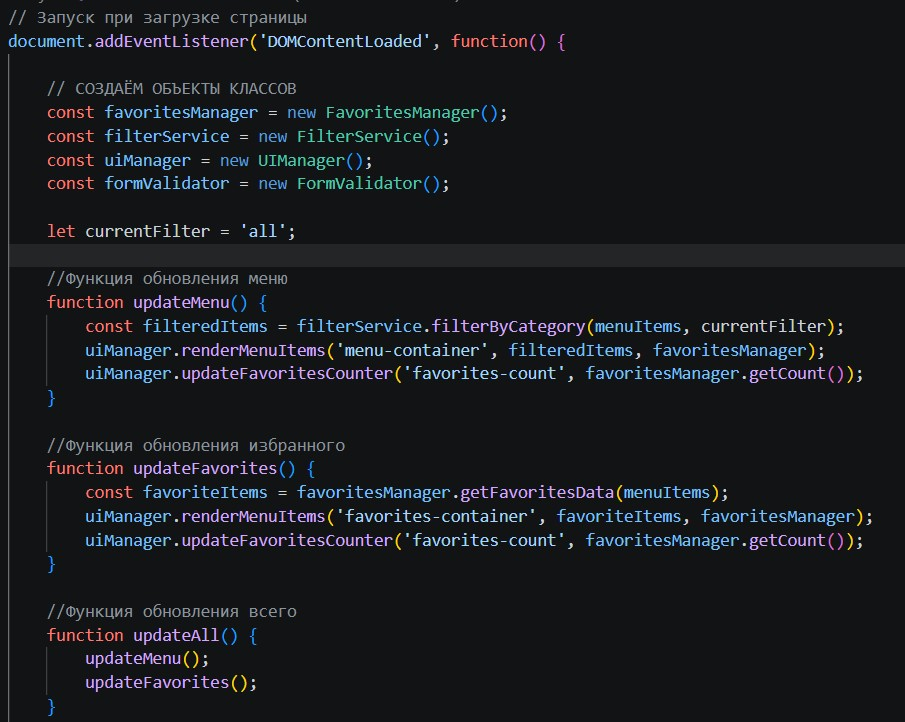 // Запуск при загрузке страницы
document.addEventListener('DOMContentLoaded', function() {
// СОЗДАЁМ ОБЪЕКТЫ КЛАССОВ
const favoritesManager = new FavoritesManager();
const filterService = new FilterService();
const uiManager = new UIManager();
const formValidator = new FormValidator();
let currentFilter = 'all';
//Функция обновления меню
function updateMenu() {
const filteredItems = filterService.filterByCategory(menuItems, currentFilter);
uiManager.renderMenuItems('menu-container', filteredItems, favoritesManager);
uiManager.updateFavoritesCounter('favorites-count', favoritesManager.getCount());
}
//Функция обновления избранного
function updateFavorites() {
const favoriteItems = favoritesManager.getFavoritesData(menuItems);
uiManager.renderMenuItems('favorites-container', favoriteItems, favoritesManager);
uiManager.updateFavoritesCounter('favorites-count', favoritesManager.getCount());
}
//Функция обновления всего
function updateAll() {
updateMenu();
updateFavorites();
}